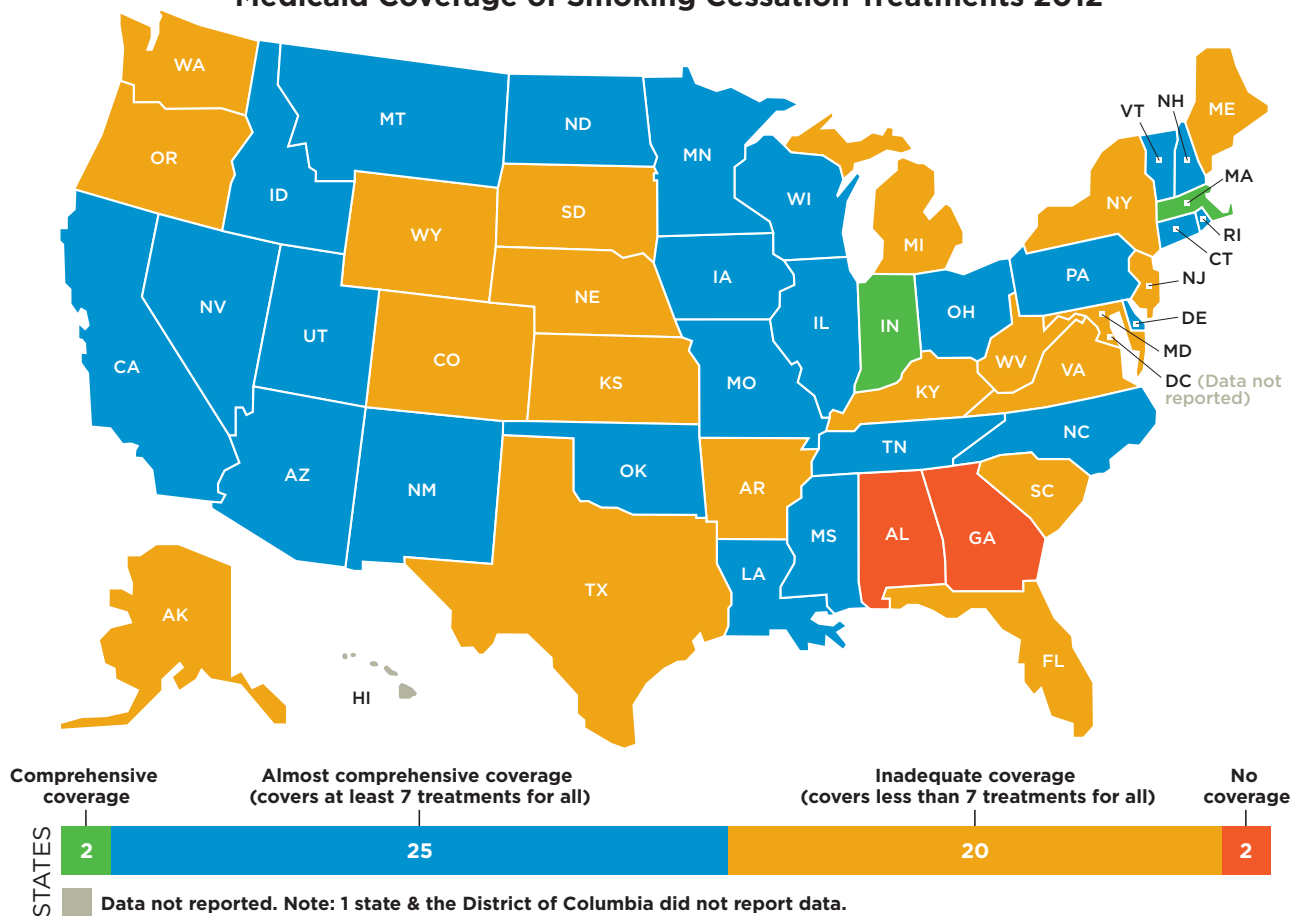 Medicaid Coverage of Smoking Cessation Treatments 2012
WA
MT
ND
MN
OR
ID
WY
SD
WI
MI
NY
VT
NH
ME
MA
RI
CT
NJ
DE
MD
DC (Data not
reported)
NV
UT
CA
CO
NE
IA
IL
IN
OH
PA
KS
MO
KY
WV
VA
AZ
NM
OK
AR
TN
NC
SC
TX
LA
MS
AL
GA
FL
AK
HI
Comprehensive
coverage
Almost comprehensive coverage
(covers at least 7 treatments for all)
Inadequate coverage
(covers less than 7 treatments for all)
No
coverage
STATES
2
25
20
2
Data not reported. Note: 1 state & the District of Columbia did not report data.